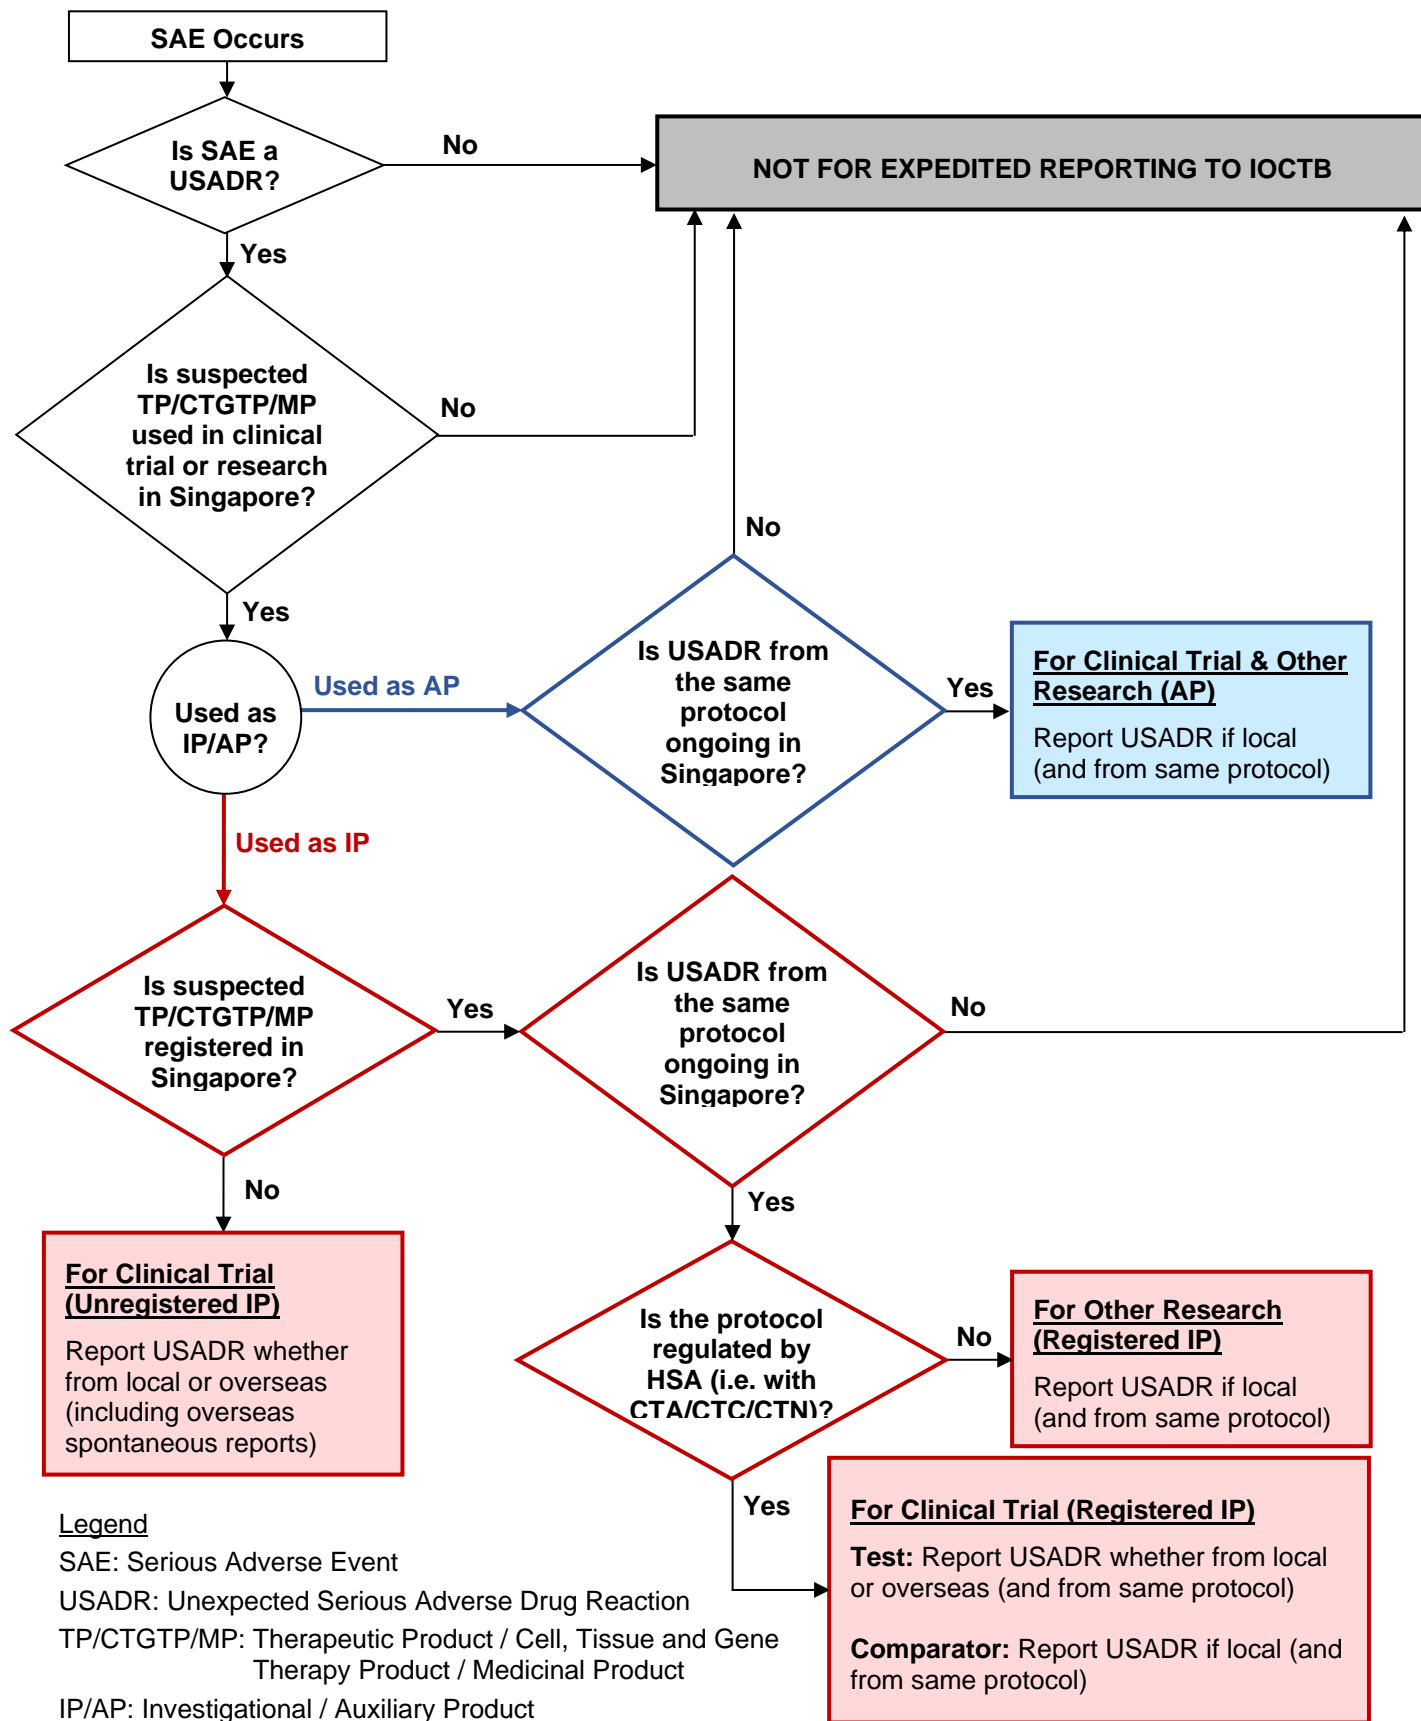 SAE Occurs
Is SAE a
USADR?
No
NOT FOR EXPEDITED REPORTING TO IOCTB
Yes
Is suspected
TP/CTGTP/MP
used in clinical
trial or research
in Singapore?
No
No
Yes
Used as
IP/AP?
Used as AP
Is USADR from
the same
protocol
ongoing in
Singapore?
Yes
For Clinical Trial & Other
Research (AP)
Report USADR if local
(and from same protocol)
Used as IP
Is suspected
TP/CTGTP/MP
registered in
Singapore?
Yes
Is USADR from
the same
protocol
ongoing in
Singapore?
No
No
Yes
For Clinical Trial
(Unregistered IP)
Report USADR whether
from local or overseas
(including overseas
spontaneous reports)
Is the protocol
regulated by
HSA (i.e. with
CTA/CTC/CTN)?
No
For Other Research
(Registered IP)
Report USADR if local
(and from same protocol)
Yes
For Clinical Trial (Registered IP)
Test: Report USADR whether from local
or overseas (and from same protocol)
Comparator: Report USADR if local (and
from same protocol)
Legend
SAE: Serious Adverse Event
USADR: Unexpected Serious Adverse Drug Reaction
TP/CTGTP/MP: Therapeutic Product / Cell, Tissue and Gene
Therapy Product / Medicinal Product
IP/AP: Investigational / Auxiliary Product